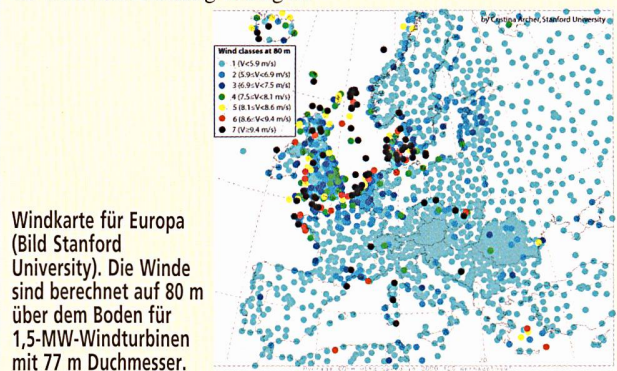 by Cristina Archer, Stanford University
Wind classes at 80 m
1 (V<5.9 m/s)
2 (5.9≤V<6.9 m/s)
3 (6.9≤V<7.5 m/s)
4 (7.5≤V<8.1 m/s)
5 (8.1≤V<8.6 m/s)
6 (8.6≤V<9.4 m/s)
7 (V≥9.4 m/s)
Windkarte für Europa
(Bild Stanford
University). Die Winde
sind berechnet auf 80 m
über dem Boden für
1,5-MW-Windturbinen
mit 77 m Duchmesser.